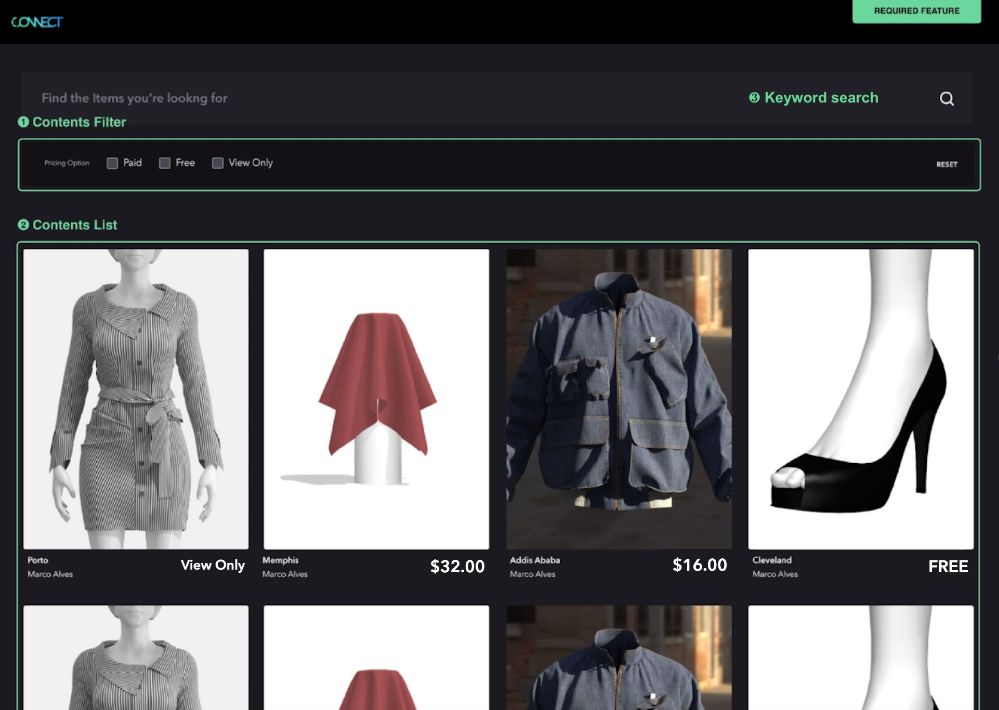 CONNECT
REQUIRED FEATURE
Find the Items you're lookng for
❸ Keyword search
❶ Contents Filter
Pricing Option Paid Free View Only RESET
❷ Contents List
Porto
Marco Alves
View Only
Memphis
Marco Alves
$32.00
Addis Ababa
Marco Alves
$16.00
Cleveland
Marco Alves
FREE